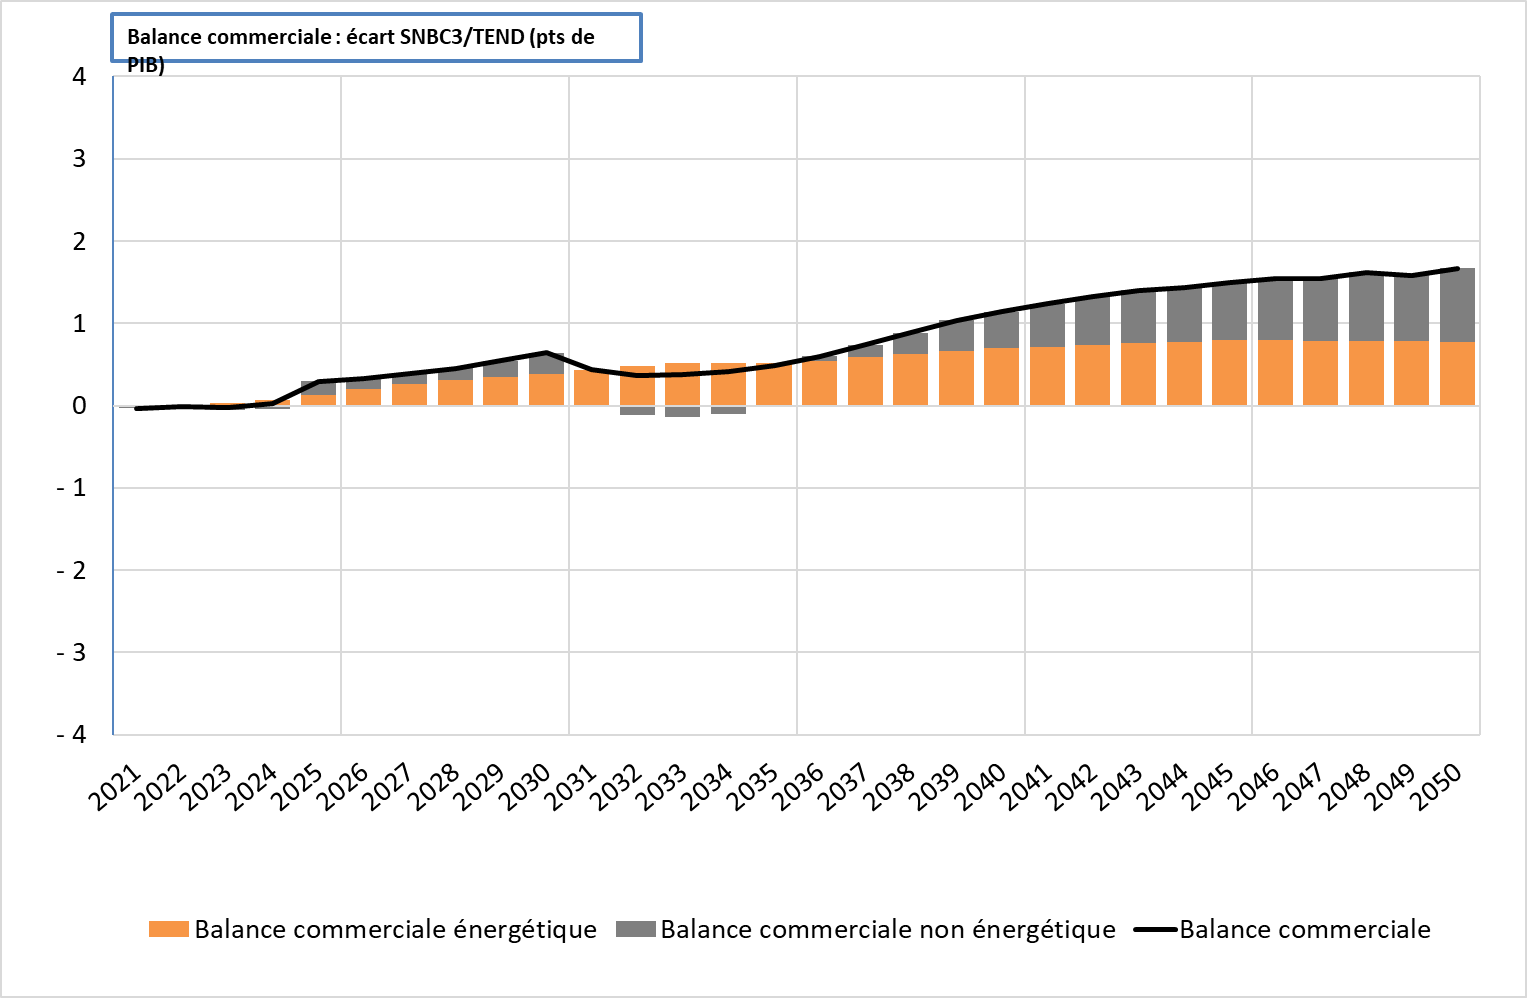 Balance commerciale : écart SNBC3/TEND (pts de
PIB)
4
3
2
1
0
- 1
- 2
- 3
- 4
2021 2022 2023 2024 2025 2026 2027 2028 2029 2030 2031 2032 2033 2034 2035 2036 2037 2038 2039 2040 2041 2042 2043 2044 2045 2046 2047 2048 2049 2050
Balance commerciale énergétique Balance commerciale non énergétique Balance commerciale